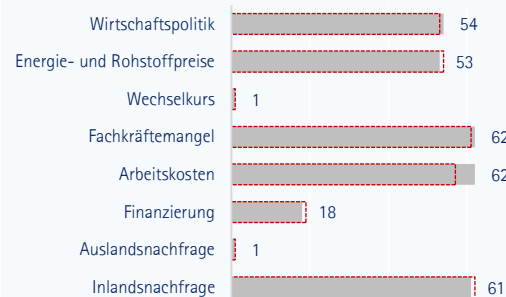 Wirtschaftspolitik 54
Energie- und Rohstoffpreise 53
Wechselkurs 1
Fachkräftemangel 62
Arbeitskosten 62
Finanzierung 18
Auslandsnachfrage 1
Inlandsnachfrage 61